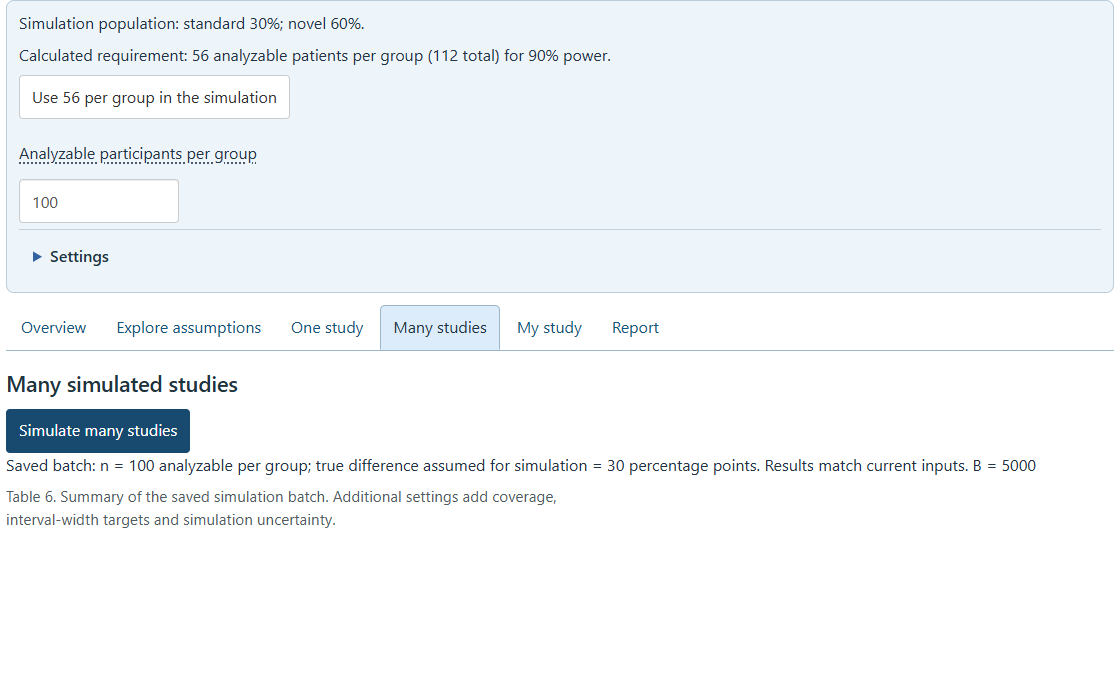 Simulation population: standard 30%; novel 60%.
Calculated requirement: 56 analyzable patients per group (112 total) for 90% power.
Use 56 per group in the simulation
Analyzable participants per group
100
Settings
Overview Explore assumptions One study Many studies My study Report
Many simulated studies
Simulate many studies
Saved batch: n = 100 analyzable per group; true difference assumed for simulation = 30 percentage points. Results match current inputs. B = 5000
Table 6. Summary of the saved simulation batch. Additional settings add coverage,
interval-width targets and simulation uncertainty.